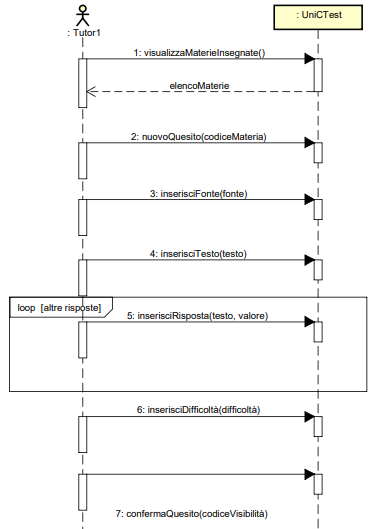 : Tutor1
: UniCTest
1: visualizzaMaterieInsegnate()
elencoMaterie
2: nuovoQuesito(codiceMateria)
3: inserisciFonte(fonte)
4: inserisciTesto(testo)
loop [altre risposte]
5: inserisciRisposta(testo, valore)
6: inserisciDifficoltà(difficoltà)
7: confermaQuesito(codiceVisibilità)